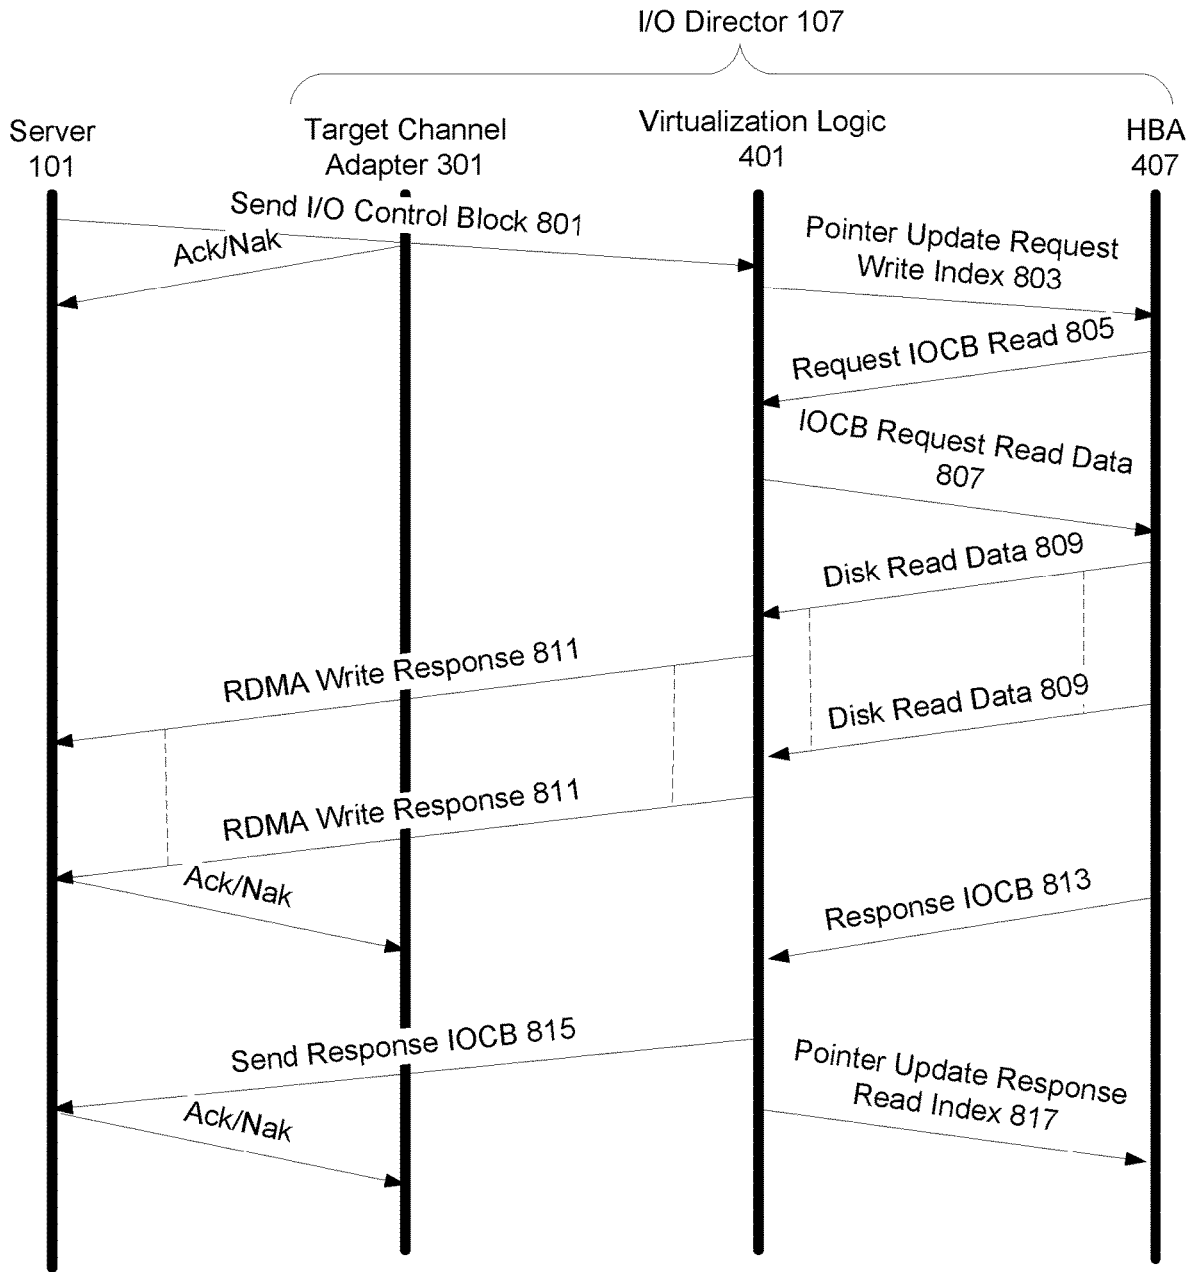 I/O Director 107
Server
101
Target Channel
Adapter 301
Virtualization Logic
401
HBA
407
Send I/O Control Block 801
Ack/Nak
Pointer Update Request
Write Index 803
Request IOCB Read 805
IOCB Request Read Data
807
Disk Read Data 809
RDMA Write Response 811
Disk Read Data 809
RDMA Write Response 811
Ack/Nak
Response IOCB 813
Send Response IOCB 815
Pointer Update Response
Read Index 817
Ack/Nak